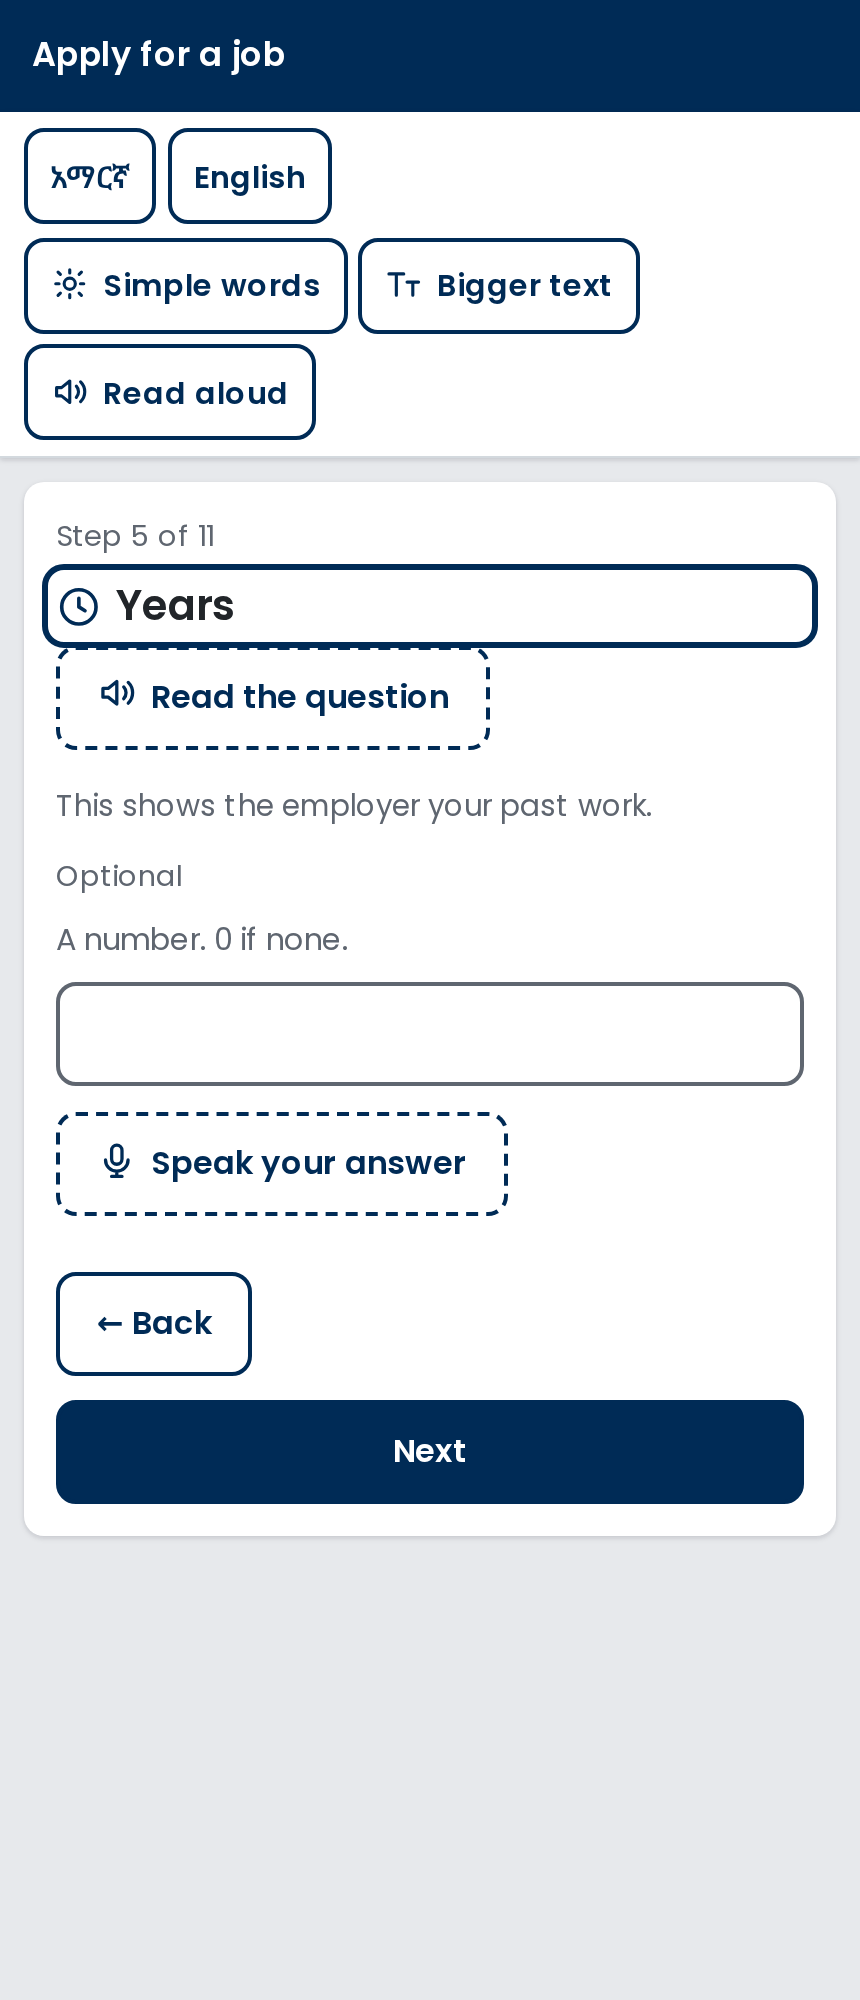 Apply for a job
አማርኛ
English
Simple words
Bigger text
Read aloud
Step 5 of 11
Years
Read the question
This shows the employer your past work.
Optional
A number. 0 if none.
Speak your answer
← Back
Next